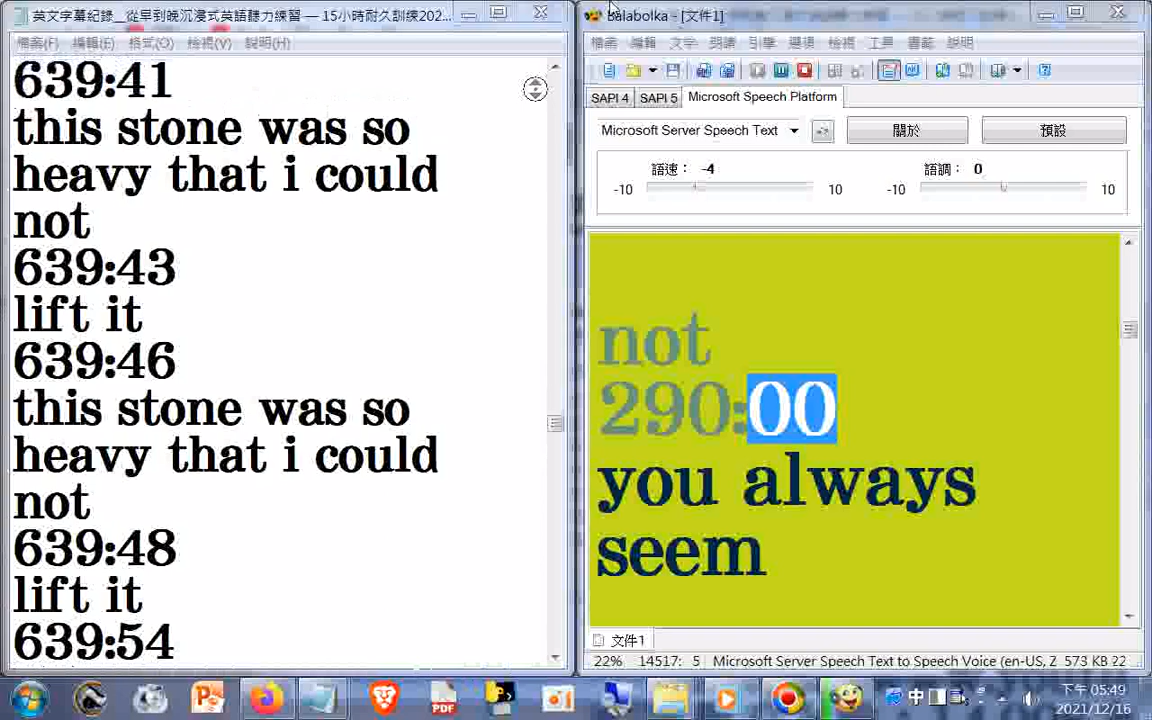 英文字幕紀錄__從早到晚沉浸式英語聽力練習 — 15小時耐久訓練202...
檔案(F) 編輯(E) 格式(O) 檢視(V) 說明(H)
639:41
this stone was so
heavy that i could
not
639:43
lift it
639:46
this stone was so
heavy that i could
not
639:48
lift it
639:54
Balabolka - [文件1]
檔案 編輯 文字 朗讀 引擎 選項 檢視 工具 書籤 說明
SAPI 4 SAPI 5 Microsoft Speech Platform
Microsoft Server Speech Text 關於 預設
語速： -4 語調： 0
-10 10 -10 10
not
290:00
you always
seem
文件1
22% 14517: 5 Microsoft Server Speech Text to Speech Voice (en-US, Z 573 KB 22
PDF 中 下午 05:49
2021/12/16